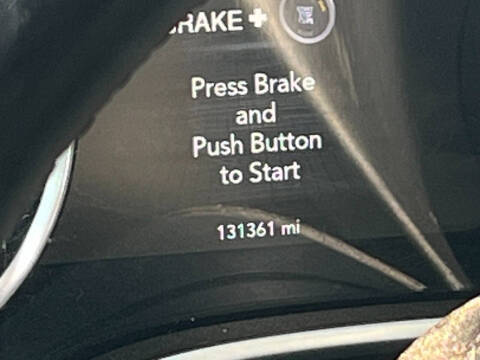 BRAKE +
Press Brake
and
Push Button
to Start
131361 mi